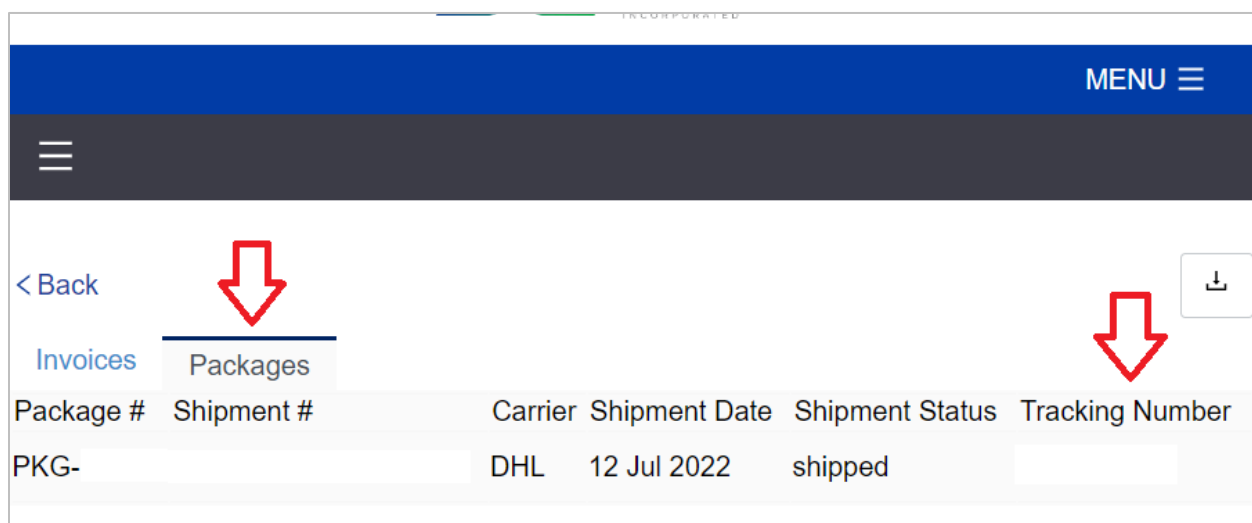 INCORPORATED
MENU
< Back
Invoices Packages
Package # Shipment # Carrier Shipment Date Shipment Status Tracking Number
PKG- DHL 12 Jul 2022 shipped